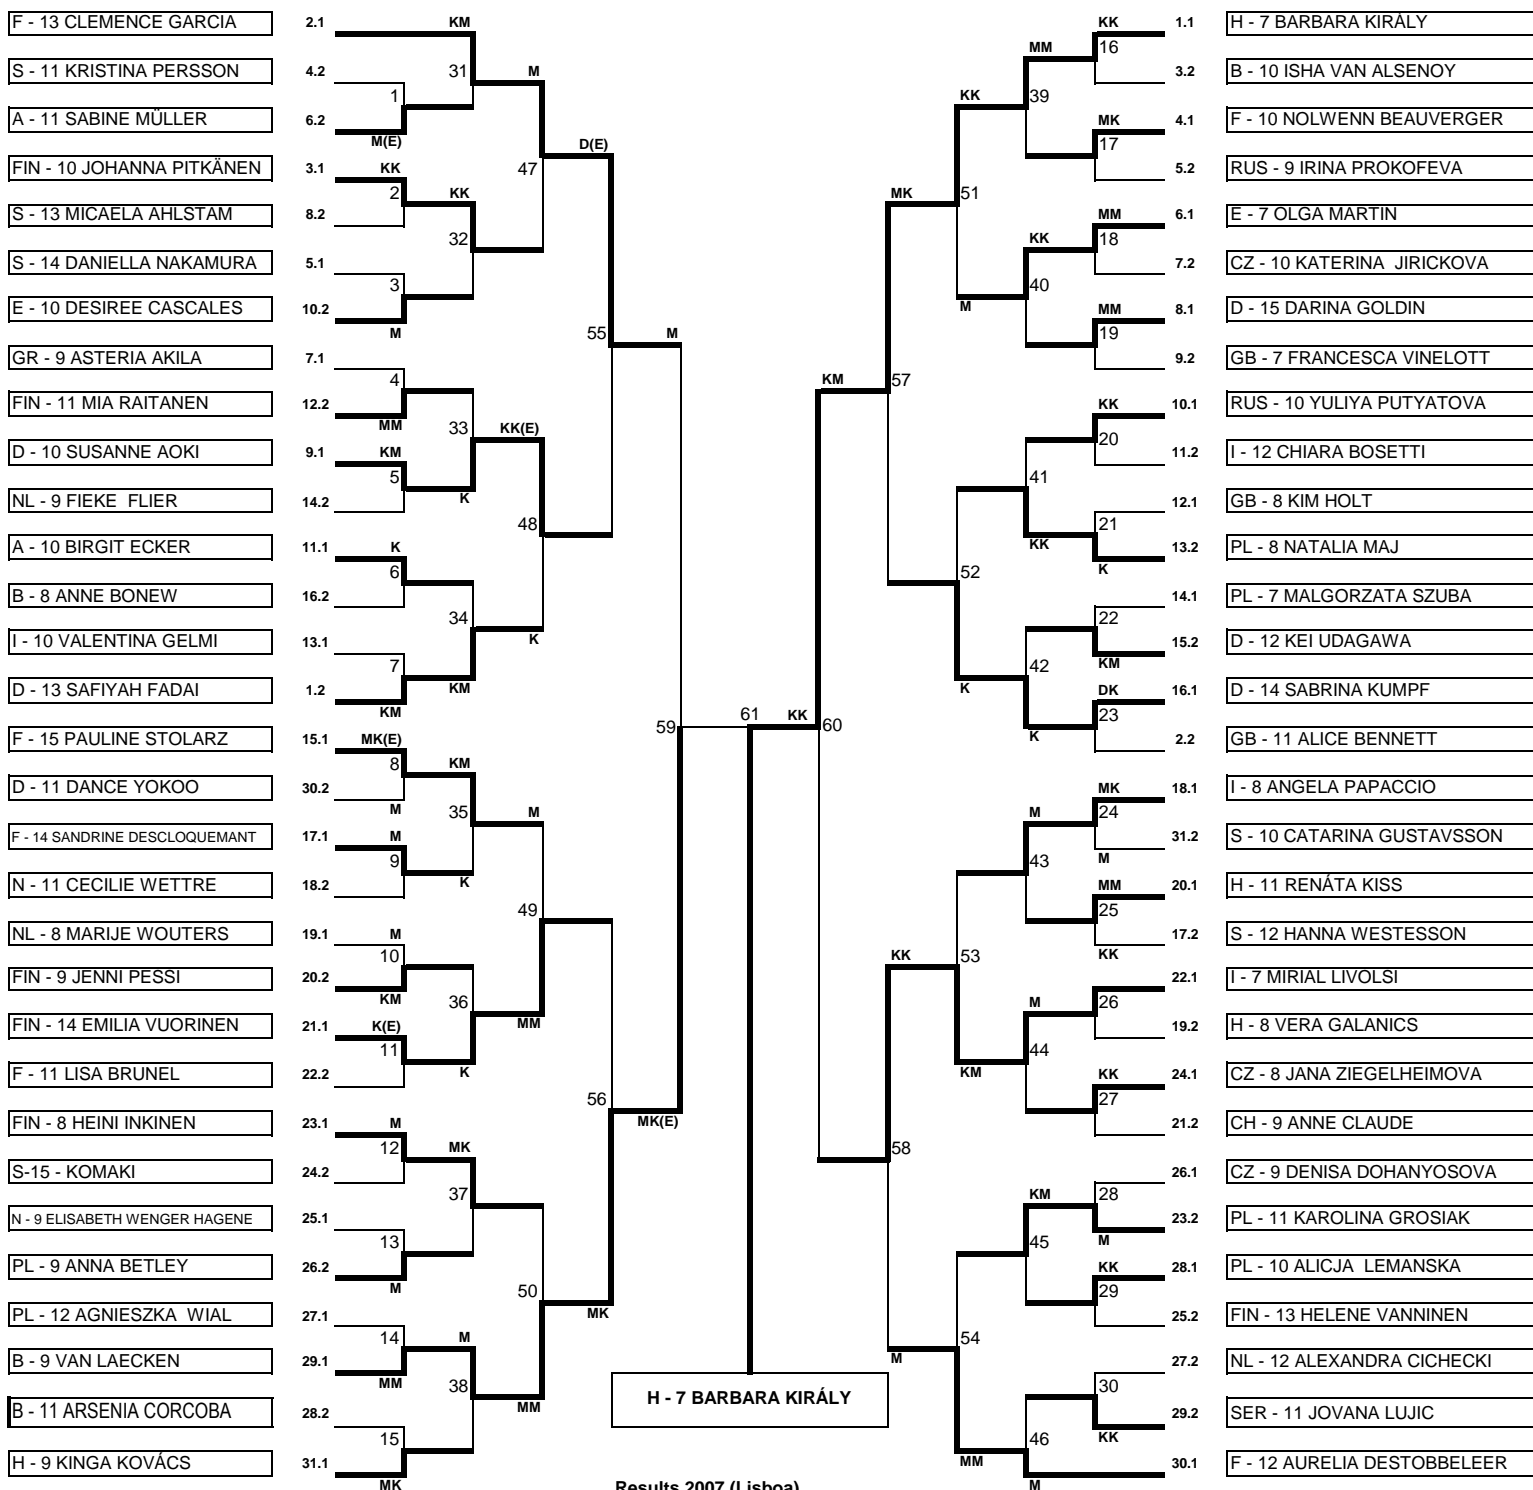 F - 13 CLEMENCE GARCIA 2.1 KM KK 1.1 H - 7 BARBARA KIRÁLY
MM 16
S - 11 KRISTINA PERSSON 4.2 31 M 3.2 B - 10 ISHA VAN ALSENOY
1 KK 39
A - 11 SABINE MÜLLER 6.2 MK 4.1 F - 10 NOLWENN BEAUVERGER
M(E) D(E) 17
FIN - 10 JOHANNA PITKÄNEN 3.1 KK 47 5.2 RUS - 9 IRINA PROKOFEVA
2 KK MK 51
S - 13 MICAELA AHLSTAM 8.2 MM 6.1 E - 7 OLGA MARTIN
32 KK 18
S - 14 DANIELLA NAKAMURA 5.1 7.2 CZ - 10 KATERINA JIRICKOVA
3 40
E - 10 DESIREE CASCALES 10.2 M MM 8.1 D - 15 DARINA GOLDIN
M 55 M 19
GR - 9 ASTERIA AKILA 7.1 9.2 GB - 7 FRANCESCA VINELOTT
4 KM 57
FIN - 11 MIA RAITANEN 12.2 KK 10.1 RUS - 10 YULIYA PUTYATOVA
MM 33 KK(E) 20
D - 10 SUSANNE AOKI 9.1 KM 11.2 I - 12 CHIARA BOSETTI
5 K 41
NL - 9 FIEKE FLIER 14.2 12.1 GB - 8 KIM HOLT
48 21
A - 10 BIRGIT ECKER 11.1 K KK 13.2 PL - 8 NATALIA MAJ
6 52 K
B - 8 ANNE BONEW 16.2 14.1 PL - 7 MALGORZATA SZUBA
34 22
I - 10 VALENTINA GELMI 13.1 K 15.2 D - 12 KEI UDAGAWA
7 42 KM
D - 13 SAFIYAH FADAI 1.2 KM K DK 16.1 D - 14 SABRINA KUMPF
KM 61 KK 23
F - 15 PAULINE STOLARZ 15.1 MK(E) 59 60 K 2.2 GB - 11 ALICE BENNETT
8 KM
D - 11 DANCE YOKOO 30.2 MK 18.1 I - 8 ANGELA PAPACCIO
M 35 M M 24
F - 14 SANDRINE DESCLOQUEMANT 17.1 M 31.2 S - 10 CATARINA GUSTAVSSON
9 K 43 M
N - 11 CECILIE WETTRE 18.2 MM 20.1 H - 11 RENÁTA KISS
49 25
NL - 8 MARIJE WOUTERS 19.1 M 17.2 S - 12 HANNA WESTESSON
10 KK 53 KK
FIN - 9 JENNI PESSI 20.2 22.1 I - 7 MIRIAL LIVOLSI
KM 36 M 26
FIN - 14 EMILIA VUORINEN 21.1 K(E) MM 19.2 H - 8 VERA GALANICS
11 44
F - 11 LISA BRUNEL 22.2 K KM KK 24.1 CZ - 8 JANA ZIEGELHEIMOVA
56 27
FIN - 8 HEINI INKINEN 23.1 M MK(E) 21.2 CH - 9 ANNE CLAUDE
12 MK 58
S-15 - KOMAKI 24.2 26.1 CZ - 9 DENISA DOHANYOSOVA
37 KM 28
N - 9 ELISABETH WENGER HAGENE 25.1 23.2 PL - 11 KAROLINA GROSIAK
13 45 M
PL - 9 ANNA BETLEY 26.2 KK 28.1 PL - 10 ALICJA LEMANSKA
M 50 29
PL - 12 AGNIESZKA WIAL 27.1 MK 25.2 FIN - 13 HELENE VANNINEN
14 M 54
B - 9 VAN LAECKEN 29.1 M 27.2 NL - 12 ALEXANDRA CICHECKI
MM 38 30
B - 11 ARSENIA CORCOBA 28.2 MM H - 7 BARBARA KIRÁLY 29.2 SER - 11 JOVANA LUJIC
15 46 KK
H - 9 KINGA KOVÁCS 31.1 MM 30.1 F - 12 AURELIA DESTOBBELEER
MK Results 2007 (Lisboa) M